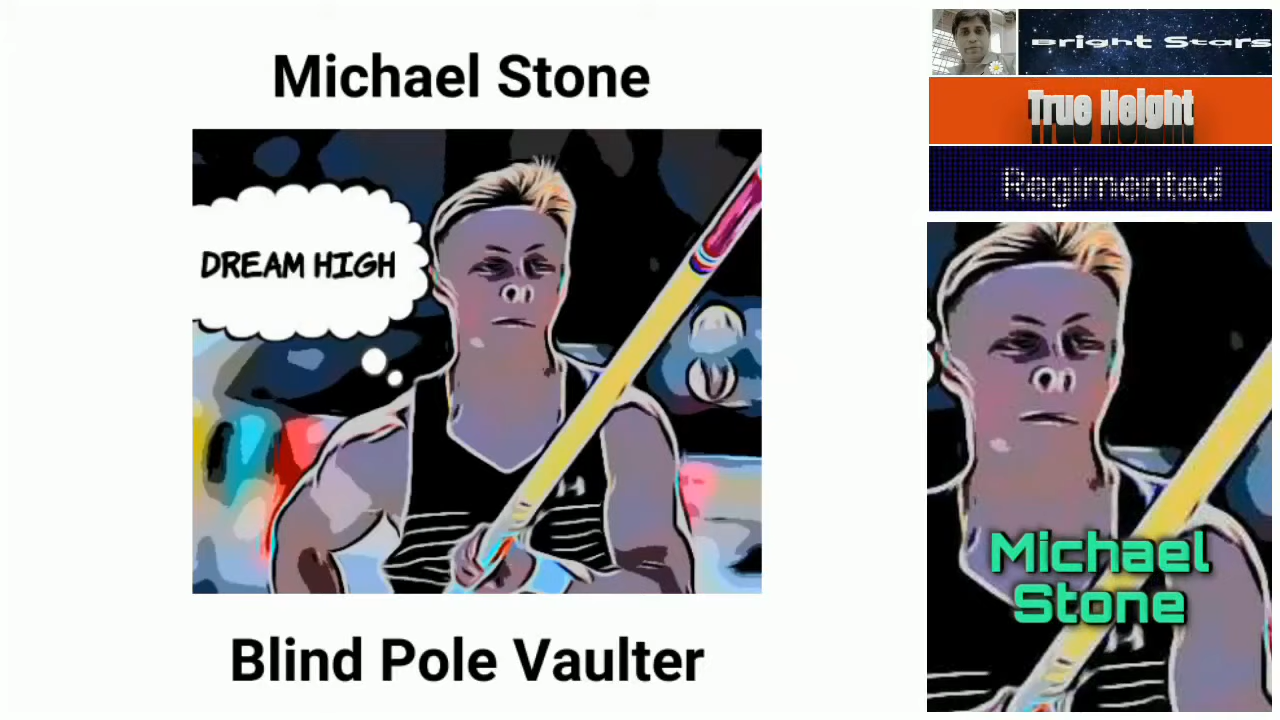 Michael Stone
DREAM HIGH
Blind Pole Vaulter
Bright Stars
True Height
Regimented
Michael
Stone